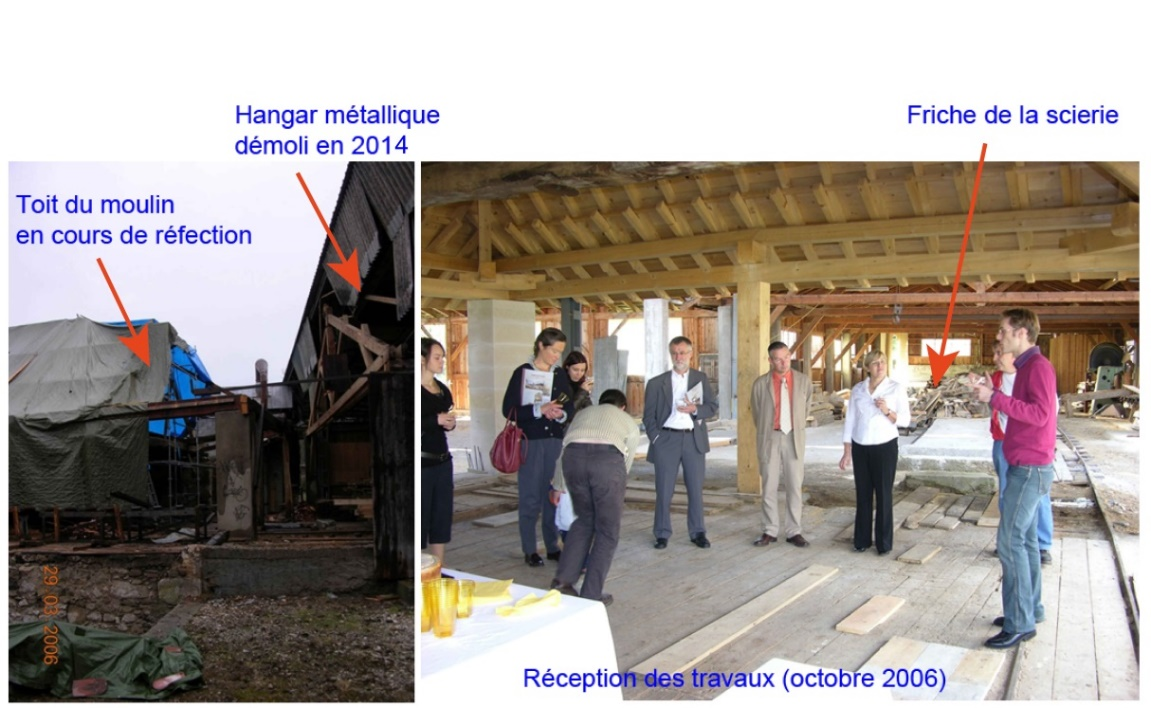 Hangar métallique
démoli en 2014
Friche de la scierie
Toit du moulin
en cours de réfection
29 03 2006
Réception des travaux (octobre 2006)